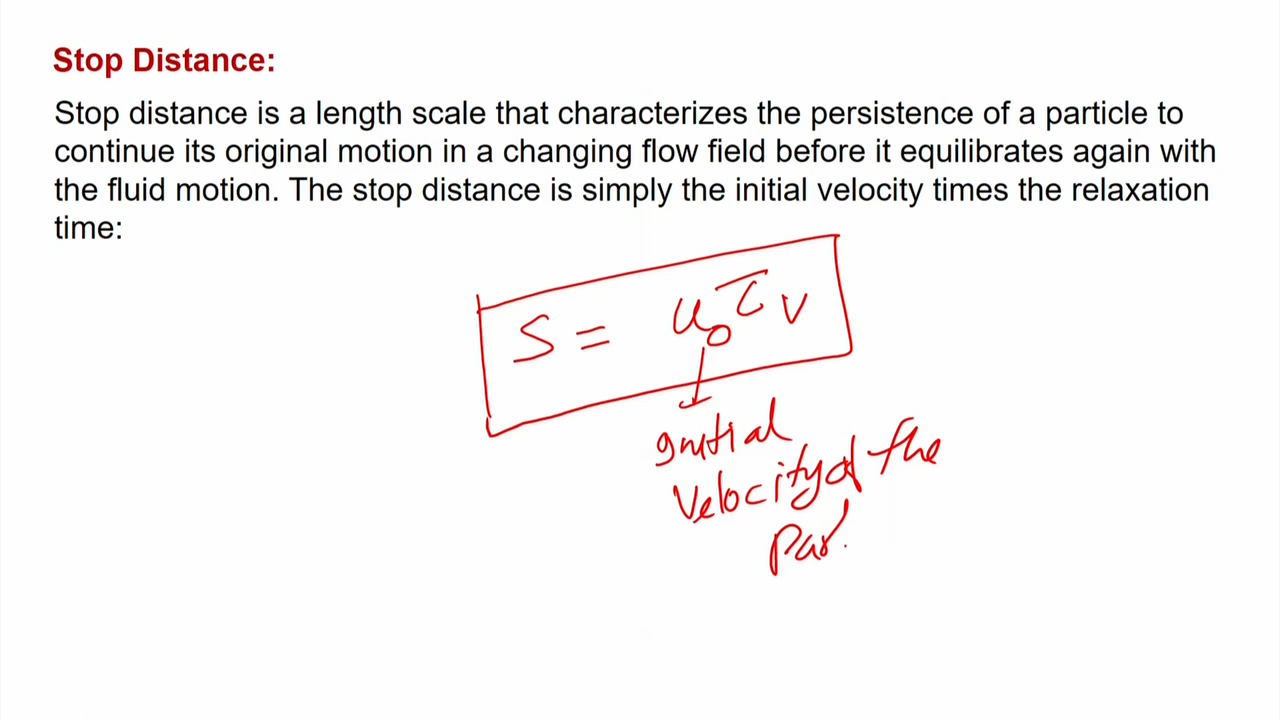 Stop Distance:
Stop distance is a length scale that characterizes the persistence of a particle to
continue its original motion in a changing flow field before it equilibrates again with
the fluid motion. The stop distance is simply the initial velocity times the relaxation
time:
S = u₀ τᵥ
Initial
Velocity of the
Par.